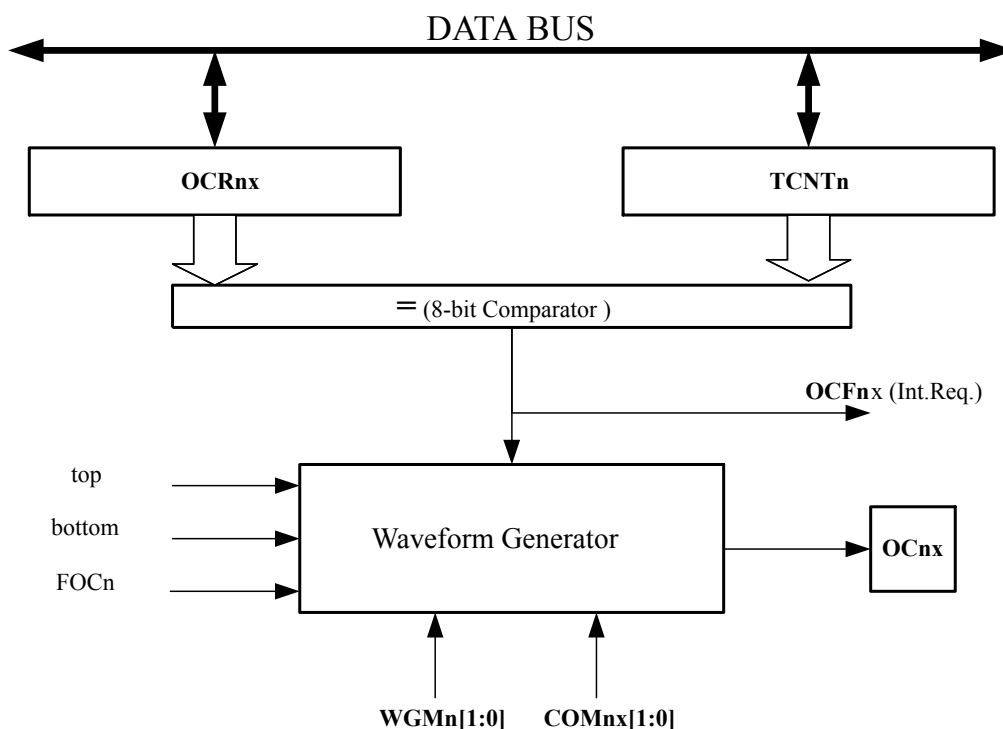 DATA BUS
OCRnx
TCNTn
= (8-bit Comparator )
OCFnx (Int.Req.)
top
bottom
FOCn
Waveform Generator
OCnx
WGMn[1:0]
COMnx[1:0]